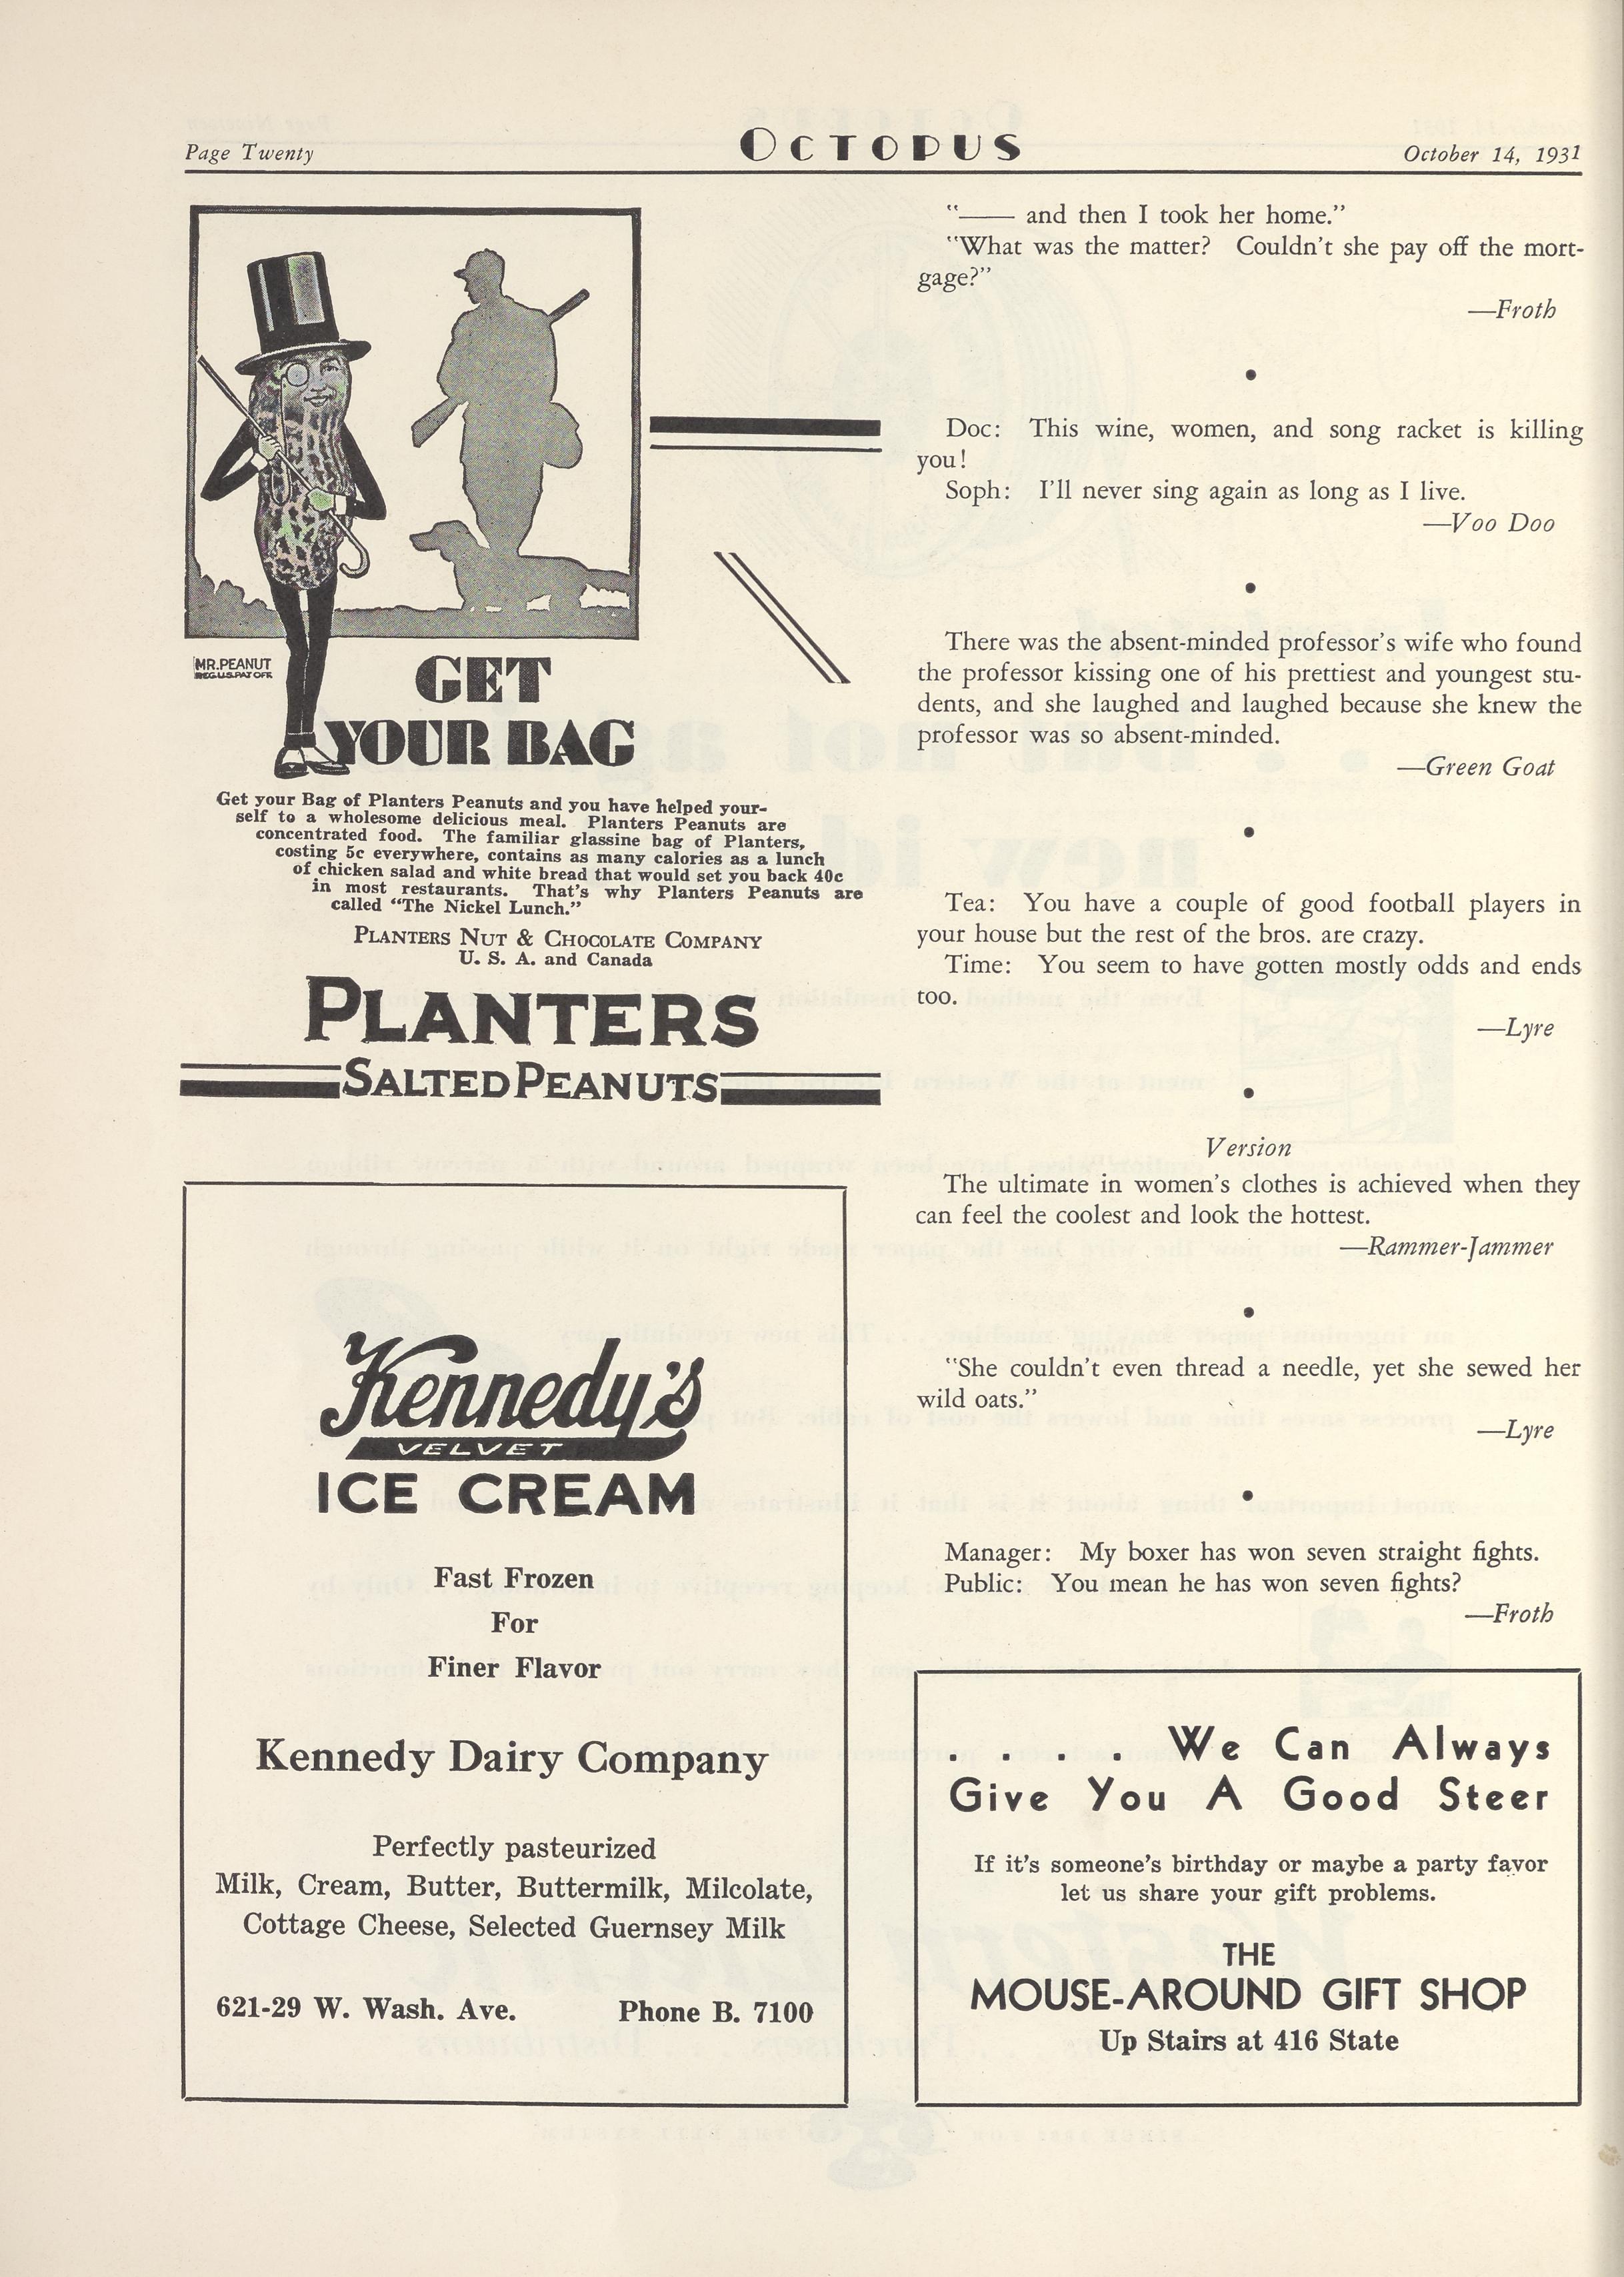 Page Twenty
OCTOPUS
October 14, 1931
MR. PEANUT
REG. U.S. PAT. OFF.
GET
YOUR BAG
Get your Bag of Planters Peanuts and you have helped your-
self to a wholesome delicious meal. Planters Peanuts are
concentrated food. The familiar glassine bag of Planters,
costing 5c everywhere, contains as many calories as a lunch
of chicken salad and white bread that would set you back 40c
in most restaurants. That's why Planters Peanuts are
called “The Nickel Lunch.”
PLANTERS NUT & CHOCOLATE COMPANY
U. S. A. and Canada
PLANTERS
SALTED PEANUTS
Kennedy's
VELVET
ICE CREAM
Fast Frozen
For
Finer Flavor
Kennedy Dairy Company
Perfectly pasteurized
Milk, Cream, Butter, Buttermilk, Milcolate,
Cottage Cheese, Selected Guernsey Milk
621-29 W. Wash. Ave. Phone B. 7100
“—— and then I took her home.”
“What was the matter? Couldn't she pay off the mort-
gage?”
—Froth
Doc: This wine, women, and song racket is killing
you!
Soph: I'll never sing again as long as I live.
—Voo Doo
There was the absent-minded professor's wife who found
the professor kissing one of his prettiest and youngest stu-
dents, and she laughed and laughed because she knew the
professor was so absent-minded.
—Green Goat
Tea: You have a couple of good football players in
your house but the rest of the bros. are crazy.
Time: You seem to have gotten mostly odds and ends
too.
—Lyre
Version
The ultimate in women's clothes is achieved when they
can feel the coolest and look the hottest.
—Rammer-Jammer
“She couldn't even thread a needle, yet she sewed her
wild oats.”
—Lyre
Manager: My boxer has won seven straight fights.
Public: You mean he has won seven fights?
—Froth
. . . We Can Always
Give You A Good Steer
If it's someone's birthday or maybe a party favor
let us share your gift problems.
THE
MOUSE-AROUND GIFT SHOP
Up Stairs at 416 State